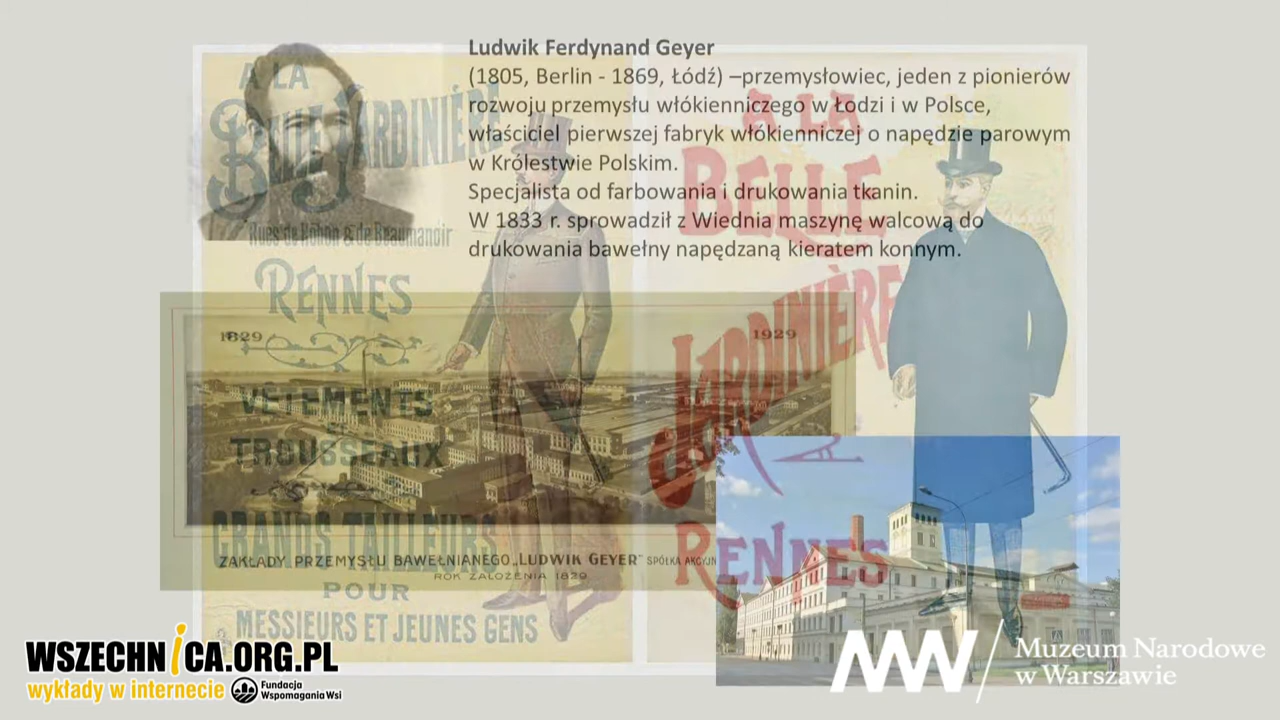 Ludwik Ferdynand Geyer
(1805, Berlin - 1869, Łódź) –przemysłowiec, jeden z pionierów
rozwoju przemysłu włókienniczego w Łodzi i w Polsce,
właściciel pierwszej fabryk włókienniczej o napędzie parowym
w Królestwie Polskim.
Specjalista od farbowania i drukowania tkanin.
W 1833 r. sprowadził z Wiednia maszynę walcową do
drukowania bawełny napędzaną kieratem konnym.
A LA
BELLE JARDINIÈRE
Rues de Rohon & de Beaumanoir
RENNES
VÊTEMENTS
TROUSSEAUX
GRANDS TAILLEURS
POUR
MESSIEURS ET JEUNES GENS
A LA
BELLE
JARDINIÈRE
RENNES
1829
1929
ZAKŁADY PRZEMYSŁU BAWEŁNIANEGO „LUDWIK GEYER" SPÓŁKA AKCYJN
ROK ZAŁOŻENIA 1829
WSZECHNICA.ORG.PL
wykłady w internecie
Fundacja
Wspomagania Wsi
MNW
Muzeum Narodowe
w Warszawie